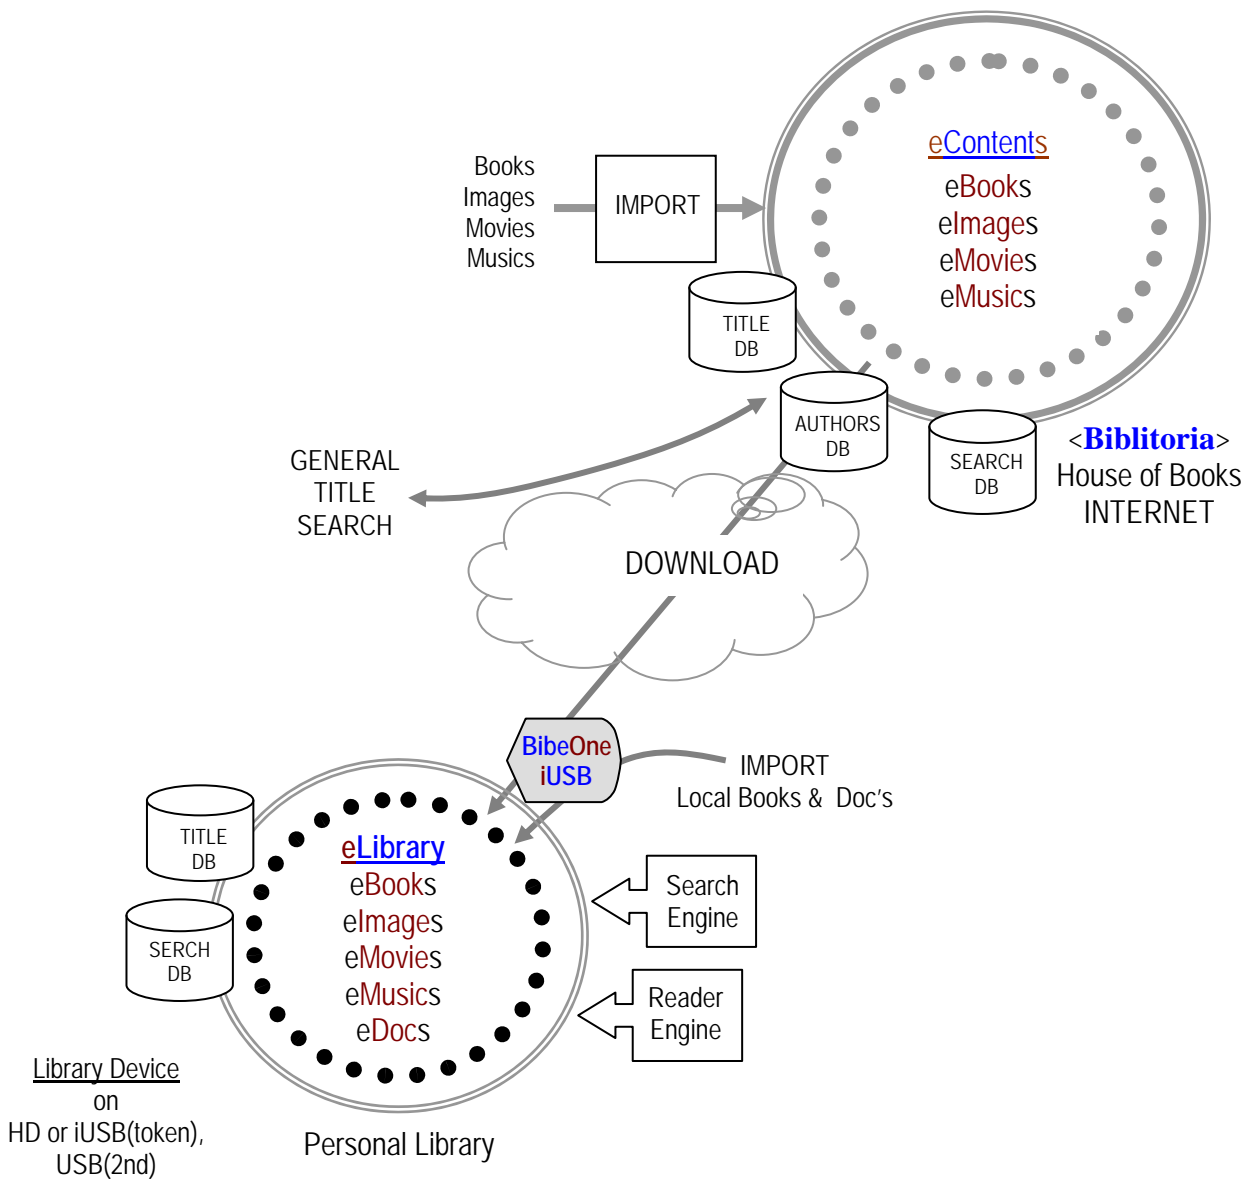 eContents
eBooks
eImages
eMovies
eMusics
Books
Images
Movies
Musics
IMPORT
TITLE
DB
AUTHORS
DB
SEARCH
DB
<Biblitoria>
House of Books
INTERNET
GENERAL
TITLE
SEARCH
DOWNLOAD
BibeOne
iUSB
IMPORT
Local Books & Doc's
TITLE
DB
SERCH
DB
eLibrary
eBooks
eImages
eMovies
eMusics
eDocs
Search
Engine
Reader
Engine
Library Device
on
HD or iUSB(token),
USB(2nd)
Personal Library